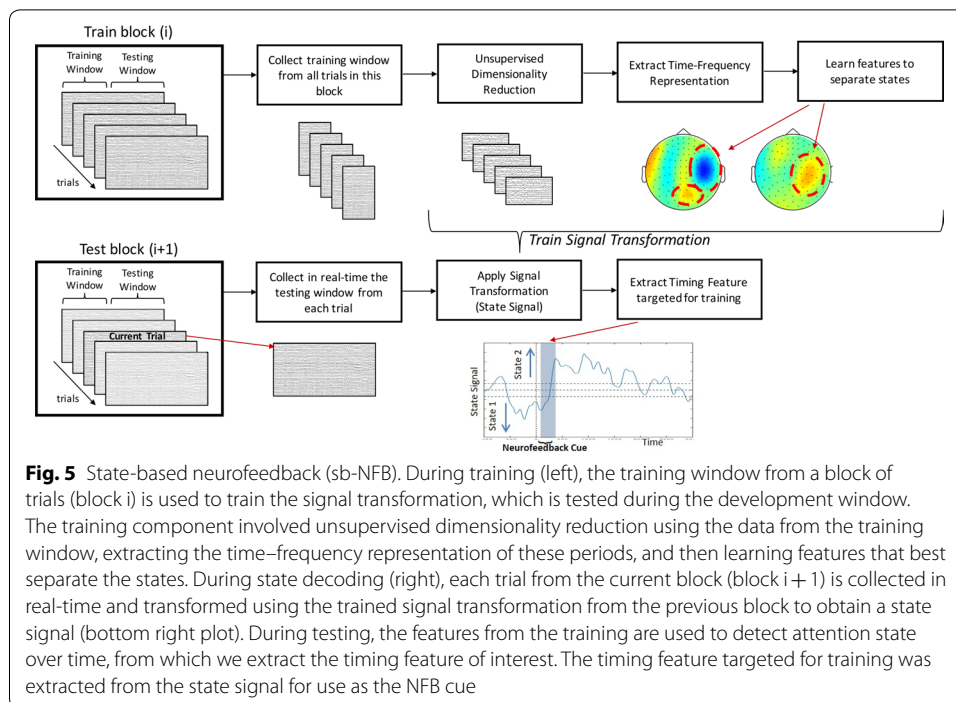 Train block (i)
Training
Window
Testing
Window
trials
Collect training window
from all trials in this
block
Unsupervised
Dimensionality
Reduction
Extract Time-Frequency
Representation
Learn features to
separate states
Train Signal Transformation
Test block (i+1)
Training
Window
Testing
Window
Current Trial
trials
Collect in real-time the
testing window from
each trial
Apply Signal
Transformation
(State Signal)
Extract Timing Feature
targeted for training
State Signal
State 1
State 2
Time
Neurofeedback Cue
Fig. 5 State-based neurofeedback (sb-NFB). During training (left), the training window from a block of
trials (block i) is used to train the signal transformation, which is tested during the development window.
The training component involved unsupervised dimensionality reduction using the data from the training
window, extracting the time–frequency representation of these periods, and then learning features that best
separate the states. During state decoding (right), each trial from the current block (block i + 1) is collected in
real-time and transformed using the trained signal transformation from the previous block to obtain a state
signal (bottom right plot). During testing, the features from the training are used to detect attention state
over time, from which we extract the timing feature of interest. The timing feature targeted for training was
extracted from the state signal for use as the NFB cue